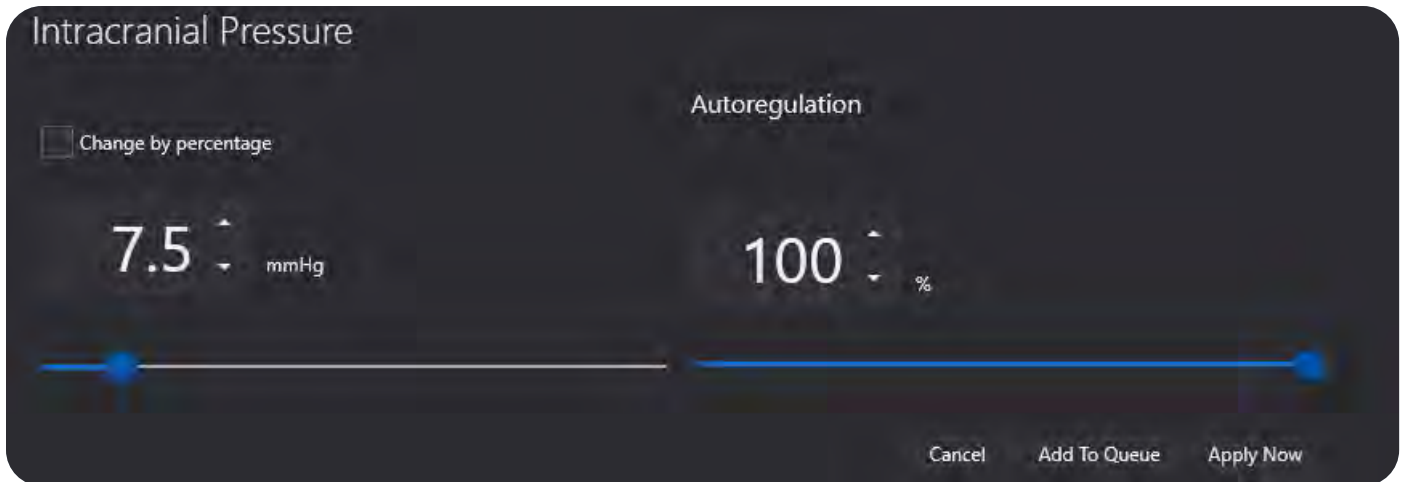 Intracranial Pressure
Autoregulation
Change by percentage
7.5 mmHg
100 %
Cancel Add To Queue Apply Now